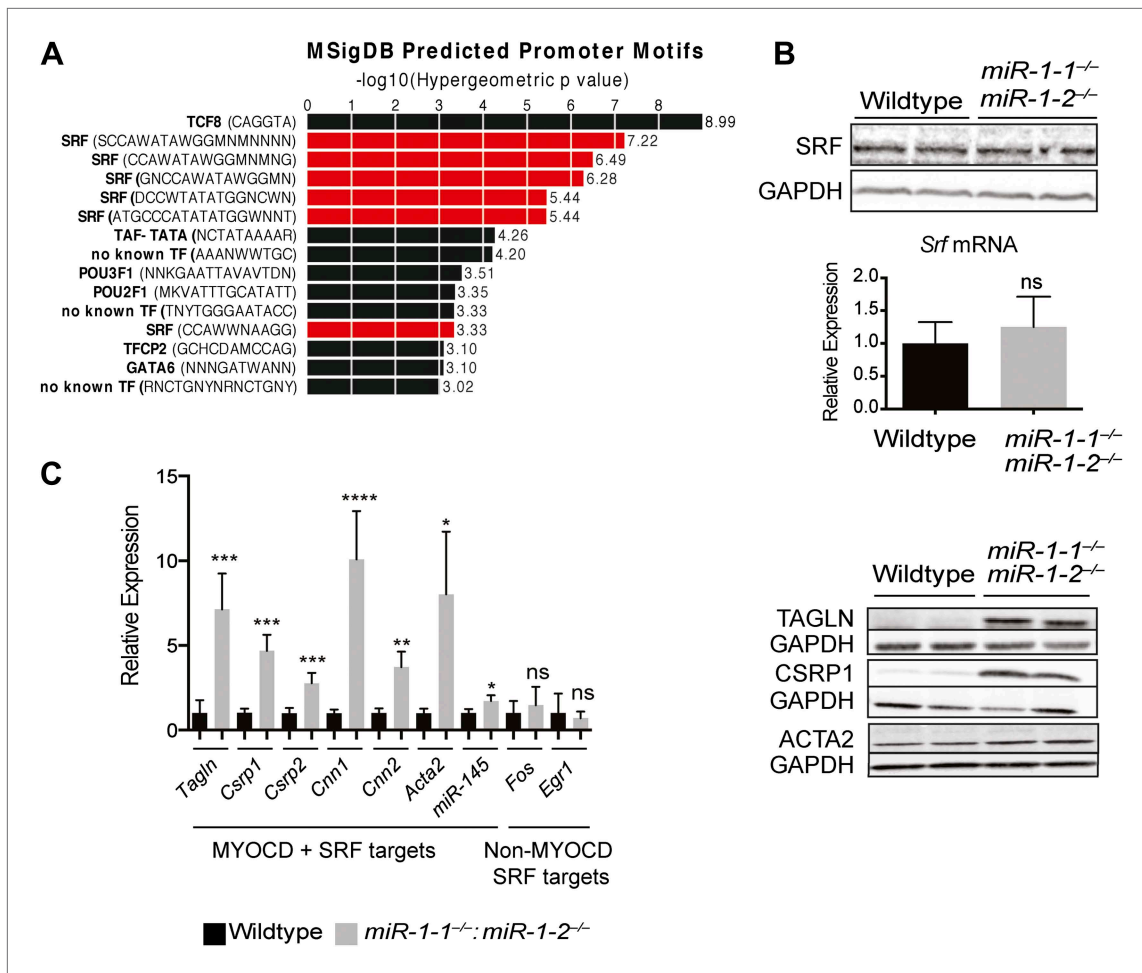 A
MSigDB Predicted Promoter Motifs
-log10(Hypergeometric p value)
0 1 2 3 4 5 6 7 8
TCF8 (CAGGTA) 8.99
SRF (SCCAWATAWGGMNMNNNN) 7.22
SRF (CCAWATAWGGMNMNG) 6.49
SRF (GNCCAWATAWGGMN) 6.28
SRF (DCCWTATATGGNCWN) 5.44
SRF (ATGCCCATATATGGWNNT) 5.44
TAF- TATA (NCTATAAAAR) 4.26
no known TF (AAANWWTGC) 4.20
POU3F1 (NNKGAATTAVAVTDN) 3.51
POU2F1 (MKVATTTGCATATT) 3.35
no known TF (TNYTGGGAATACC) 3.33
SRF (CCAWWNAAGG) 3.33
TFCP2 (GCHCDAMCCAG) 3.10
GATA6 (NNNGATWANN) 3.10
no known TF (RNCTGNYNRNCTGNY) 3.02
B
miR-1-1–/–
Wildtype miR-1-2–/–
SRF
GAPDH
Srf mRNA
Relative Expression
2.0
1.5
1.0
0.5
0.0
ns
Wildtype miR-1-1–/–
miR-1-2–/–
C
Relative Expression
15
10
5
0
*** *** *** **** ** * * ns ns
Tagln Csrp1 Csrp2 Cnn1 Cnn2 Acta2 miR-145 Fos Egr1
MYOCD + SRF targets
Non-MYOCD
SRF targets
Wildtype miR-1-1–/–: miR-1-2–/–
miR-1-1–/–
Wildtype miR-1-2–/–
TAGLN
GAPDH
CSRP1
GAPDH
ACTA2
GAPDH